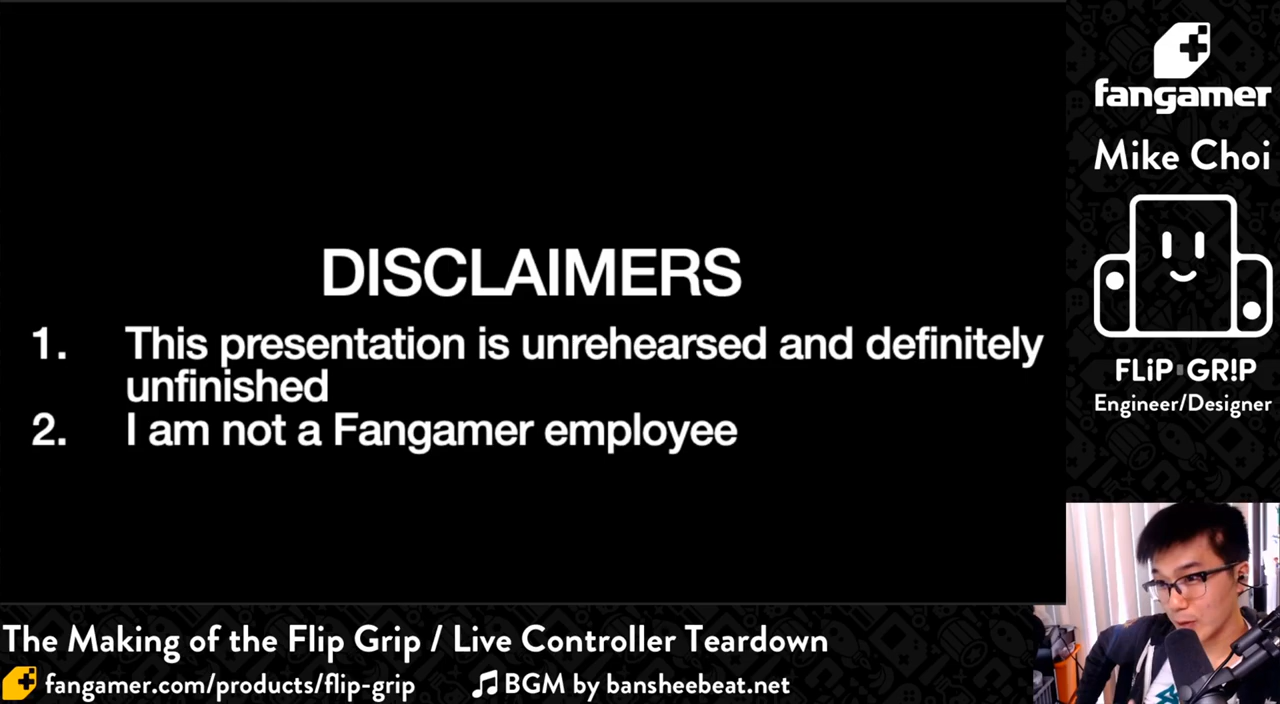 DISCLAIMERS
1. This presentation is unrehearsed and definitely
unfinished
2. I am not a Fangamer employee
fangamer
Mike Choi
FLiP GR!P
Engineer/Designer
The Making of the Flip Grip / Live Controller Teardown
fangamer.com/products/flip-grip
BGM by bansheebeat.net